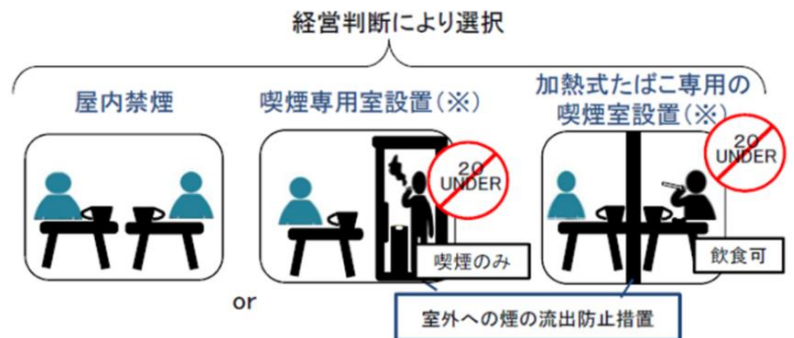 経営判断により選択
屋内禁煙
喫煙専用室設置(※)
加熱式たばこ専用の
喫煙室設置(※)
20
UNDER
20
UNDER
喫煙のみ
飲食可
or
室外への煙の流出防止措置